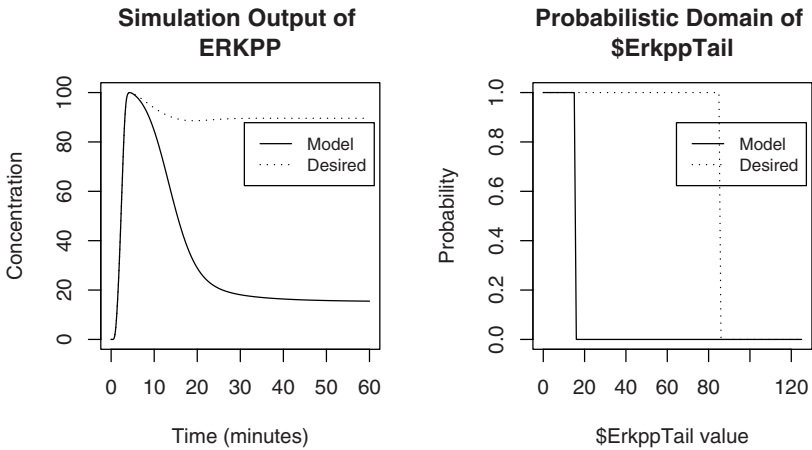 Simulation Output of
ERKPP
Concentration
0
20
40
60
80
100
Model
Desired
0 10 20 30 40 50 60
Time (minutes)
Probabilistic Domain of
$ErkppTail
Probability
0.0
0.2
0.4
0.6
0.8
1.0
Model
Desired
0 20 40 60 80 120
$ErkppTail value